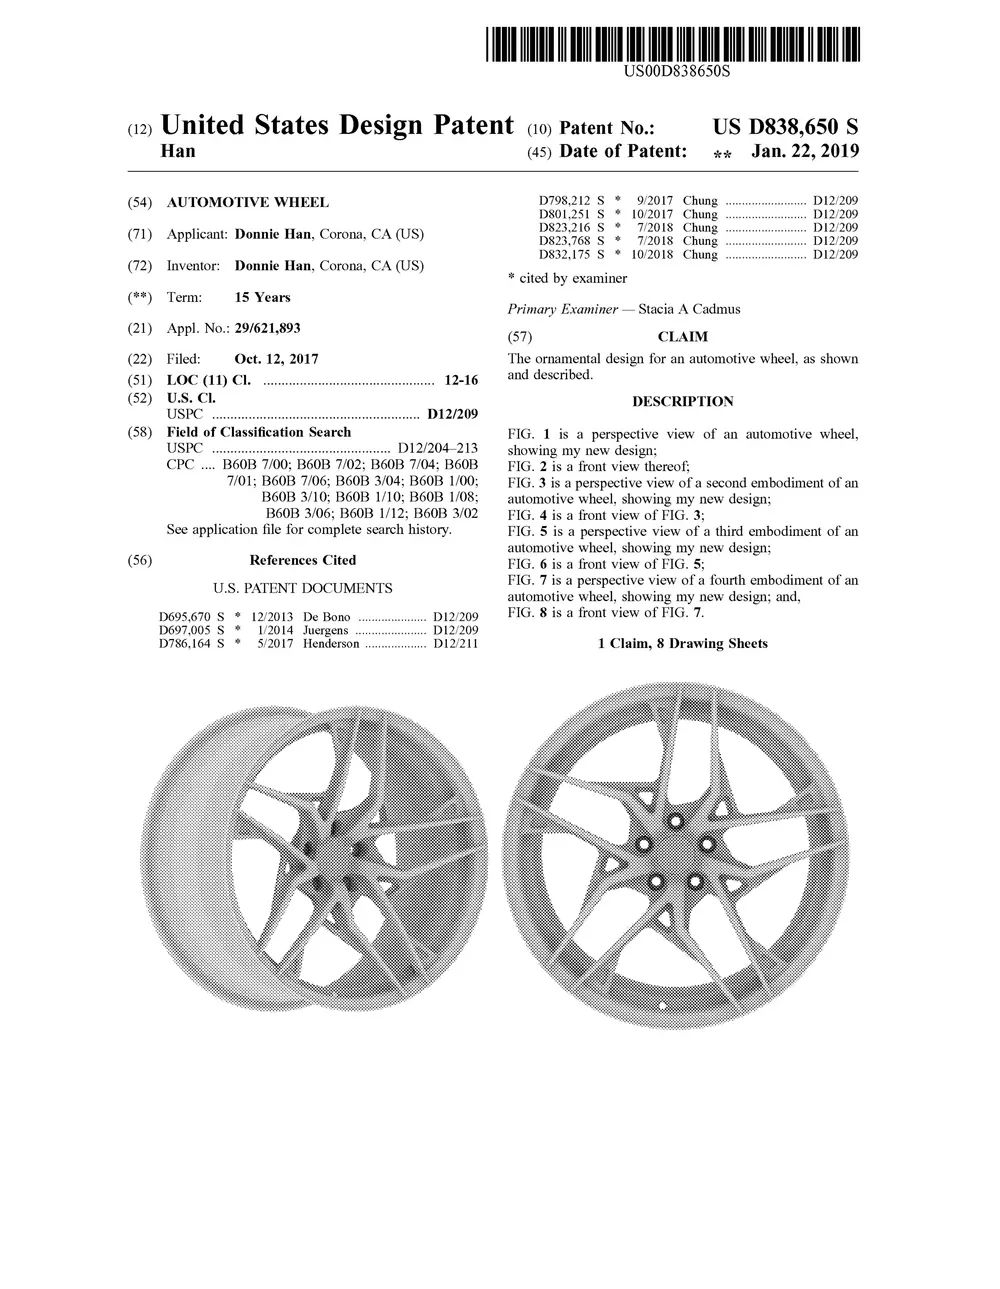 US00D838650S
(12) United States Design Patent
Han
(10) Patent No.: US D838,650 S
(45) Date of Patent: ** Jan. 22, 2019
(54) AUTOMOTIVE WHEEL
(71) Applicant: Donnie Han, Corona, CA (US)
(72) Inventor: Donnie Han, Corona, CA (US)
(**) Term: 15 Years
(21) Appl. No.: 29/621,893
(22) Filed: Oct. 12, 2017
(51) LOC (11) Cl. ............................................... 12-16
(52) U.S. Cl.
USPC ......................................................... D12/209
(58) Field of Classification Search
USPC ................................................. D12/204–213
CPC .... B60B 7/00; B60B 7/02; B60B 7/04; B60B
7/01; B60B 7/06; B60B 3/04; B60B 1/00;
B60B 3/10; B60B 1/10; B60B 1/08;
B60B 3/06; B60B 1/12; B60B 3/02
See application file for complete search history.
(56) References Cited
U.S. PATENT DOCUMENTS
D695,670 S * 12/2013 De Bono ..................... D12/209
D697,005 S * 1/2014 Juergens ...................... D12/209
D786,164 S * 5/2017 Henderson ................... D12/211
D798,212 S * 9/2017 Chung ......................... D12/209
D801,251 S * 10/2017 Chung ......................... D12/209
D823,216 S * 7/2018 Chung ......................... D12/209
D823,768 S * 7/2018 Chung ......................... D12/209
D832,175 S * 10/2018 Chung ......................... D12/209
* cited by examiner
Primary Examiner — Stacia A Cadmus
(57) CLAIM
The ornamental design for an automotive wheel, as shown
and described.
DESCRIPTION
FIG. 1 is a perspective view of an automotive wheel,
showing my new design;
FIG. 2 is a front view thereof;
FIG. 3 is a perspective view of a second embodiment of an
automotive wheel, showing my new design;
FIG. 4 is a front view of FIG. 3;
FIG. 5 is a perspective view of a third embodiment of an
automotive wheel, showing my new design;
FIG. 6 is a front view of FIG. 5;
FIG. 7 is a perspective view of a fourth embodiment of an
automotive wheel, showing my new design; and,
FIG. 8 is a front view of FIG. 7.
1 Claim, 8 Drawing Sheets